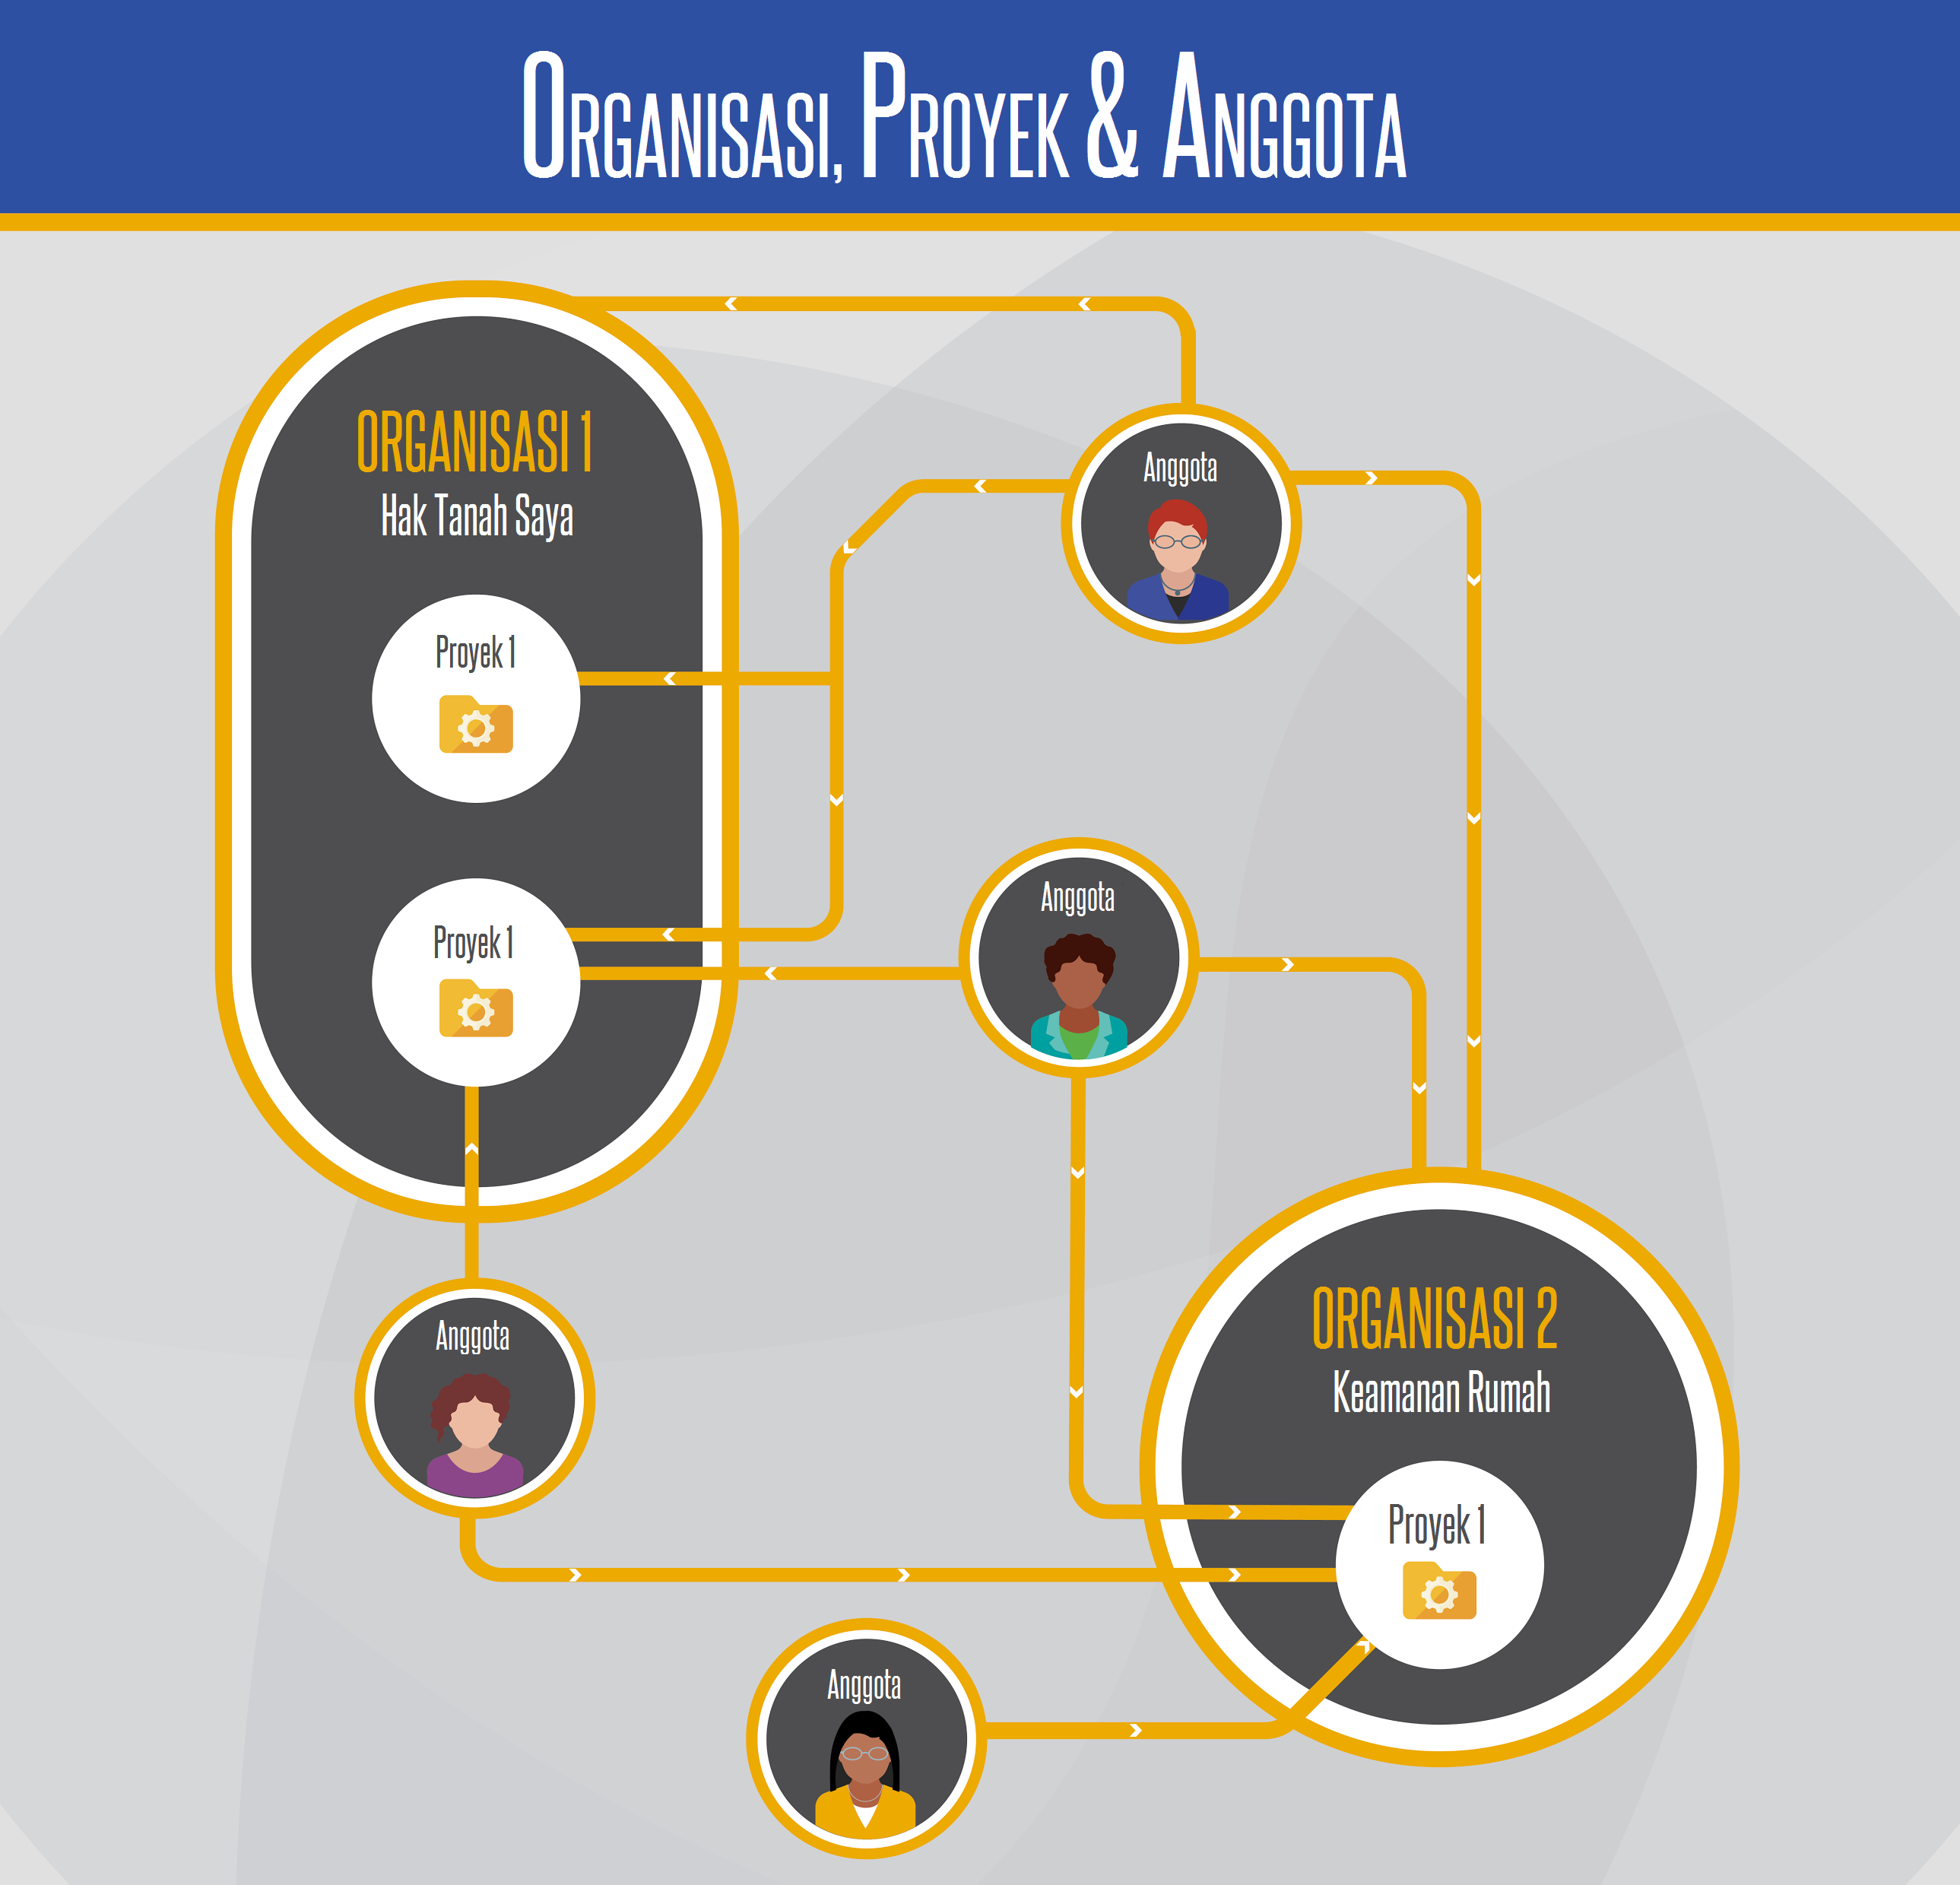 Organisasi, Proyek & Anggota
ORGANISASI 1
Hak Tanah Saya
Proyek 1
Proyek 1
Anggota
Anggota
Anggota
ORGANISASI 2
Keamanan Rumah
Proyek 1
Anggota